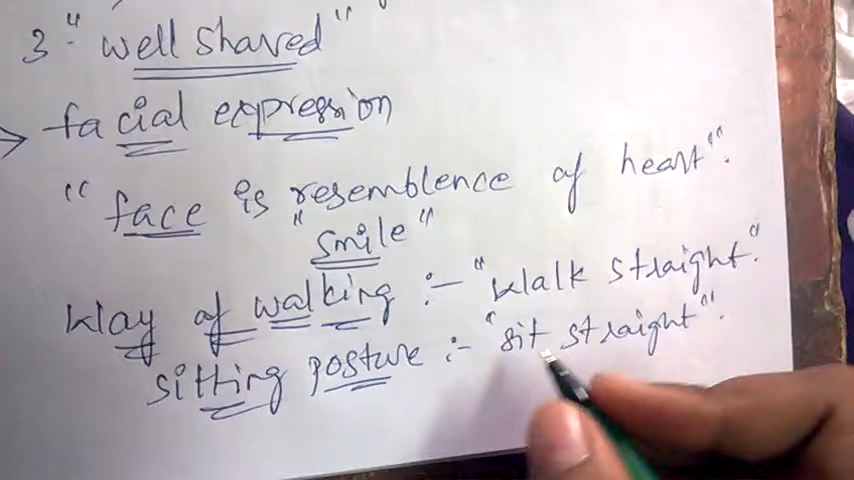 3 " well shaved "
→ facial expression
" face is resemblence of heart ".
" smile "
Way of walking :- " Walk straight ".
sitting posture :- " sit straight ".